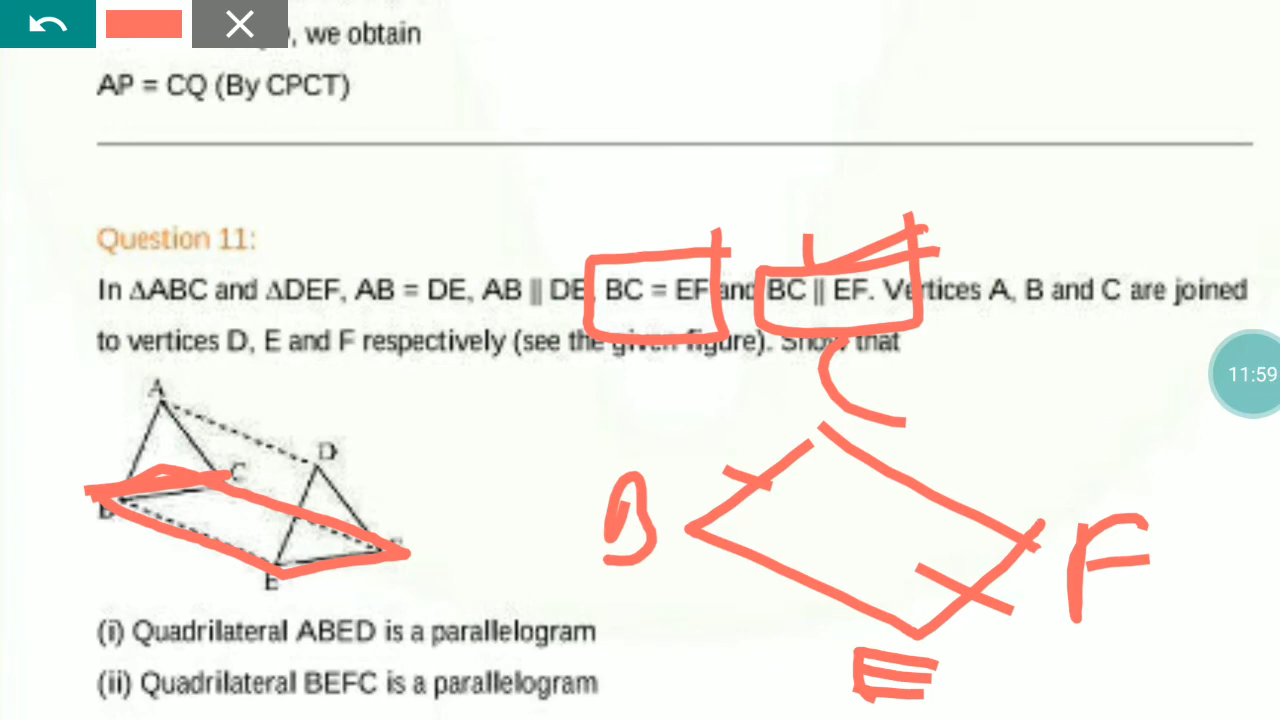 , we obtain
AP = CQ (By CPCT)
Question 11:
In ΔABC and ΔDEF, AB = DE, AB || DE, BC = EF and BC || EF. Vertices A, B and C are joined
to vertices D, E and F respectively (see the given figure). Show that
A
D
C
E
C
B
F
E
11:59
(i) Quadrilateral ABED is a parallelogram
(ii) Quadrilateral BEFC is a parallelogram